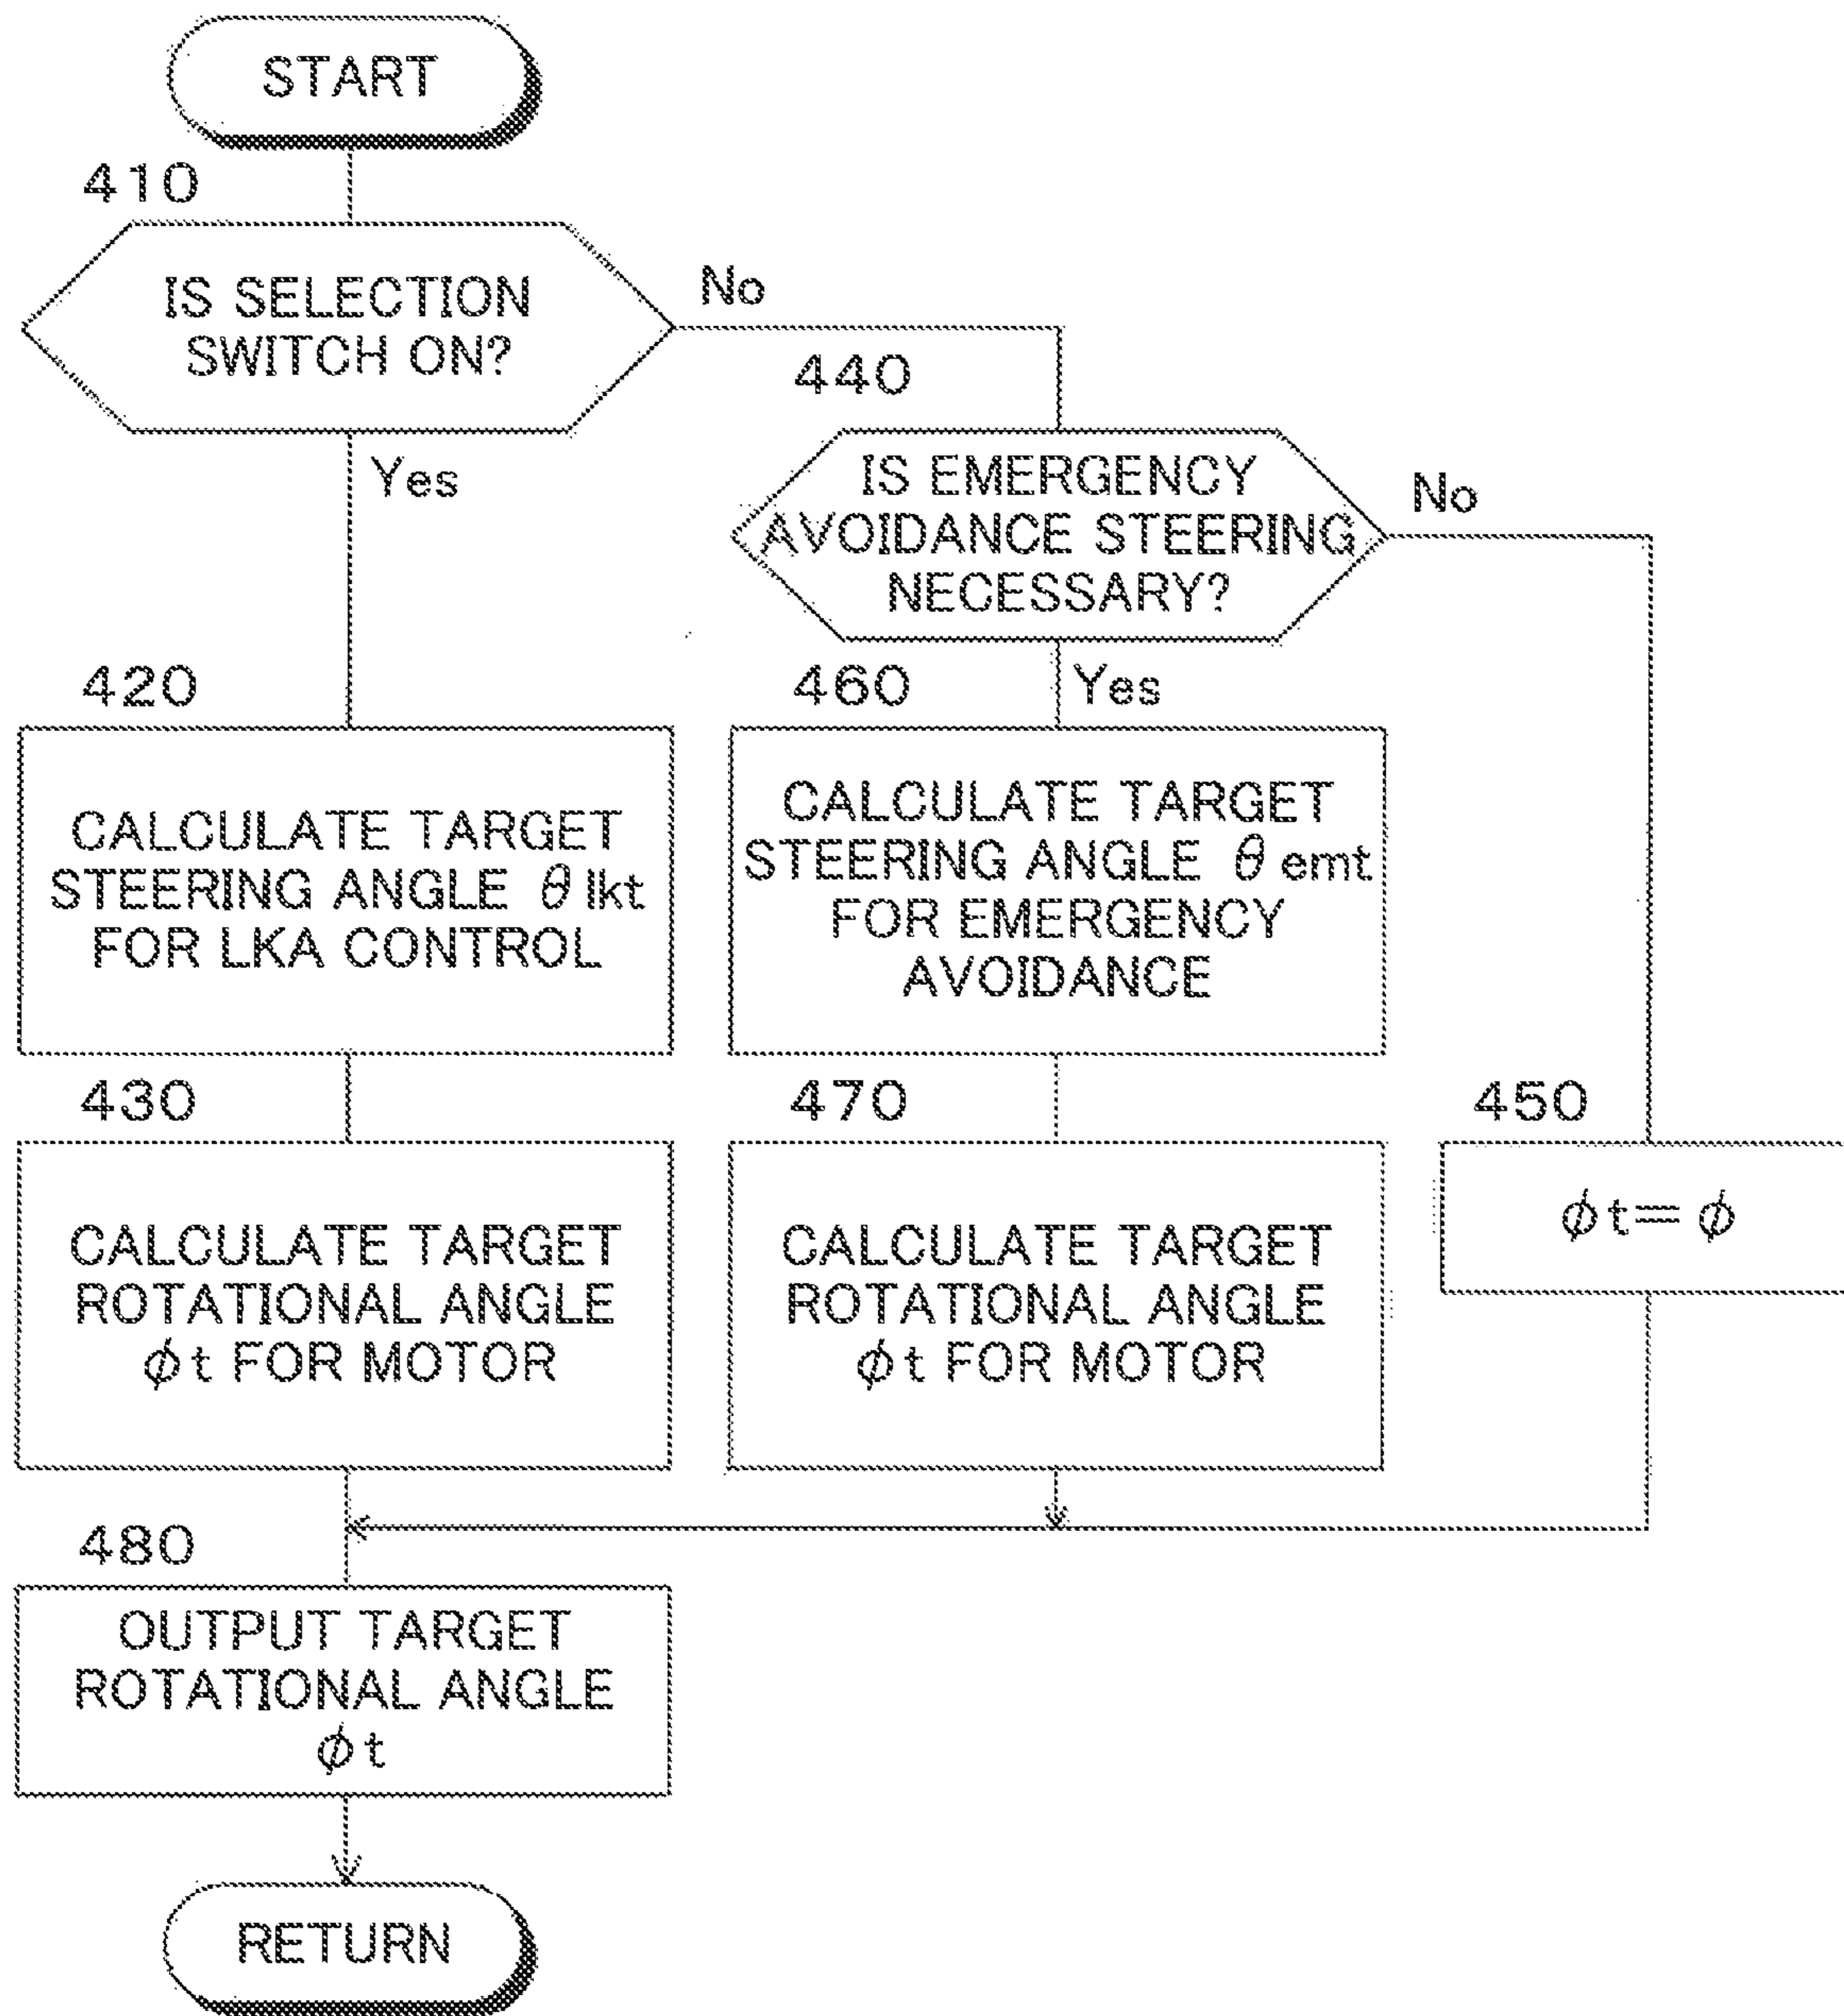 START
410
IS SELECTION
SWITCH ON?
No
Yes
440
IS EMERGENCY
AVOIDANCE STEERING
NECESSARY?
No
Yes
420
CALCULATE TARGET
STEERING ANGLE θ lkt
FOR LKA CONTROL
460
CALCULATE TARGET
STEERING ANGLE θ emt
FOR EMERGENCY
AVOIDANCE
430
CALCULATE TARGET
ROTATIONAL ANGLE
ϕt FOR MOTOR
470
CALCULATE TARGET
ROTATIONAL ANGLE
ϕt FOR MOTOR
450
ϕt = ϕ
480
OUTPUT TARGET
ROTATIONAL ANGLE
ϕt
RETURN